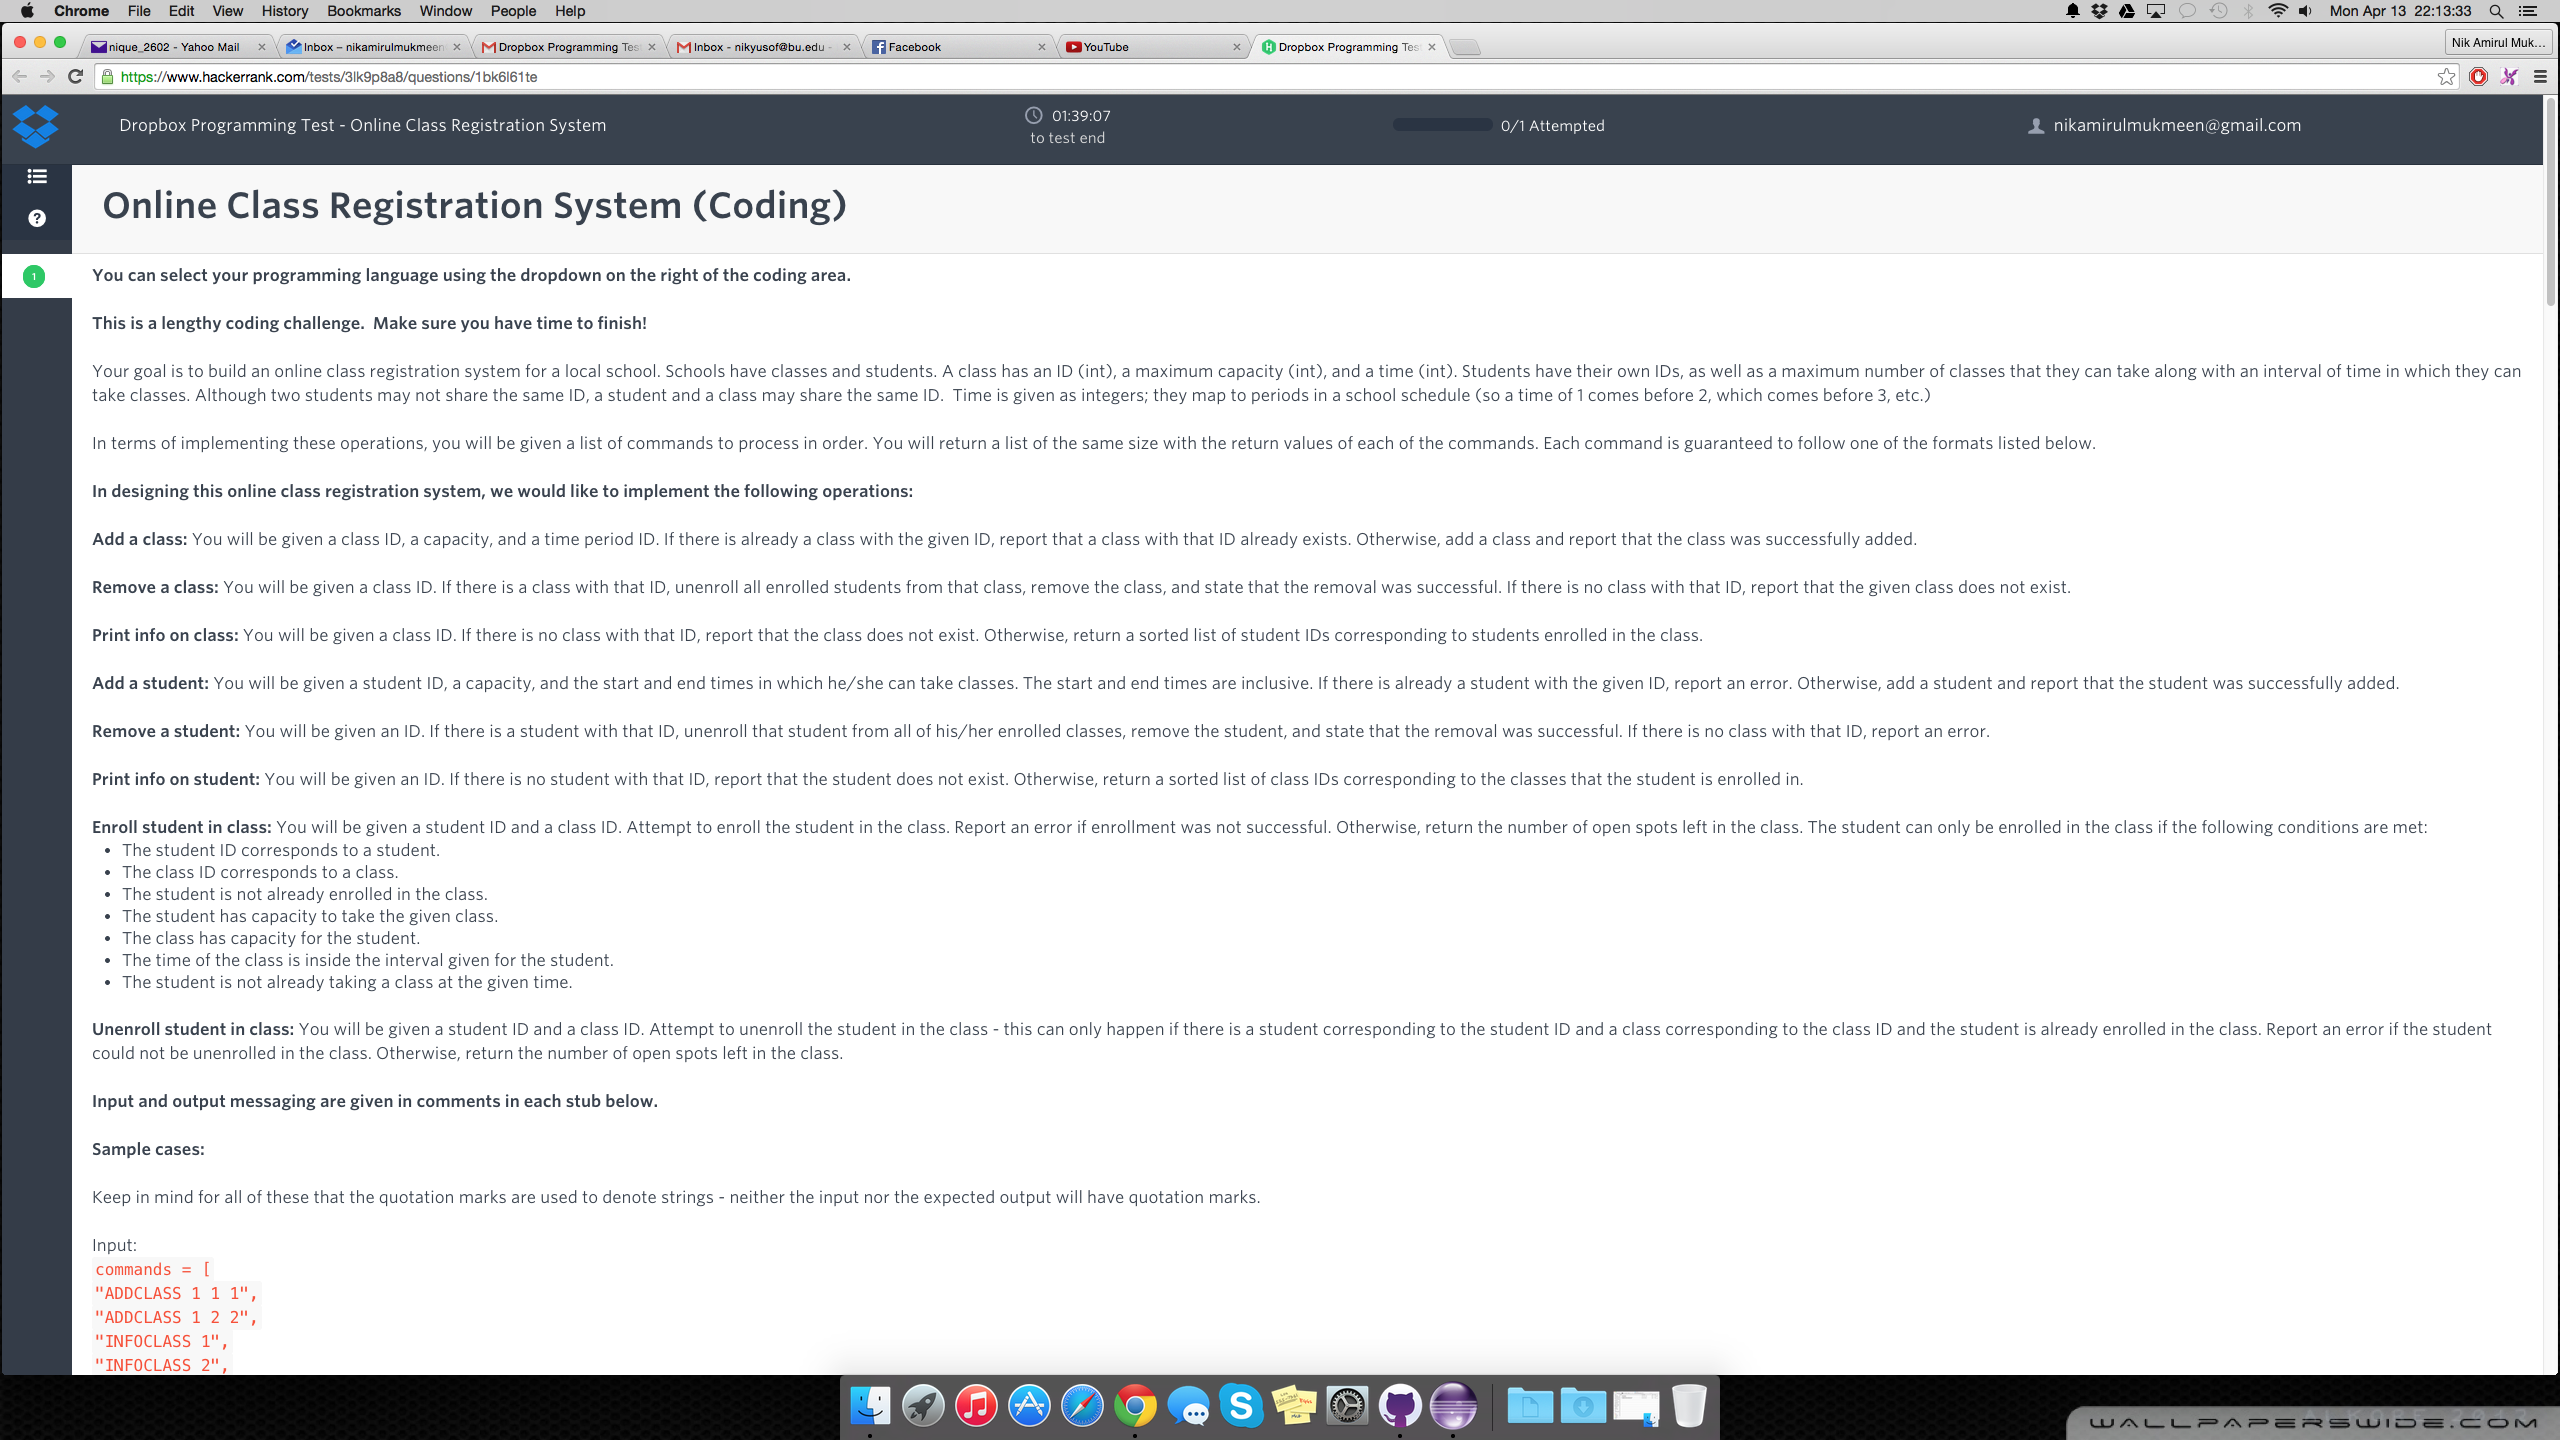 Chrome File Edit View History Bookmarks Window People Help Mon Apr 13 22:13:33
nique_2602 - Yahoo Mail Inbox – nikamirulmukmeen Dropbox Programming Tes Inbox - nikyusof@bu.edu - Facebook YouTube Dropbox Programming Tes Nik Amirul Muk...
https://www.hackerrank.com/tests/3lk9p8a8/questions/1bk6l61te
Dropbox Programming Test - Online Class Registration System
01:39:07
to test end
0/1 Attempted
nikamirulmukmeen@gmail.com
Online Class Registration System (Coding)
1
You can select your programming language using the dropdown on the right of the coding area.
This is a lengthy coding challenge. Make sure you have time to finish!
Your goal is to build an online class registration system for a local school. Schools have classes and students. A class has an ID (int), a maximum capacity (int), and a time (int). Students have their own IDs, as well as a maximum number of classes that they can take along with an interval of time in which they can
take classes. Although two students may not share the same ID, a student and a class may share the same ID. Time is given as integers; they map to periods in a school schedule (so a time of 1 comes before 2, which comes before 3, etc.)
In terms of implementing these operations, you will be given a list of commands to process in order. You will return a list of the same size with the return values of each of the commands. Each command is guaranteed to follow one of the formats listed below.
In designing this online class registration system, we would like to implement the following operations:
Add a class: You will be given a class ID, a capacity, and a time period ID. If there is already a class with the given ID, report that a class with that ID already exists. Otherwise, add a class and report that the class was successfully added.
Remove a class: You will be given a class ID. If there is a class with that ID, unenroll all enrolled students from that class, remove the class, and state that the removal was successful. If there is no class with that ID, report that the given class does not exist.
Print info on class: You will be given a class ID. If there is no class with that ID, report that the class does not exist. Otherwise, return a sorted list of student IDs corresponding to students enrolled in the class.
Add a student: You will be given a student ID, a capacity, and the start and end times in which he/she can take classes. The start and end times are inclusive. If there is already a student with the given ID, report an error. Otherwise, add a student and report that the student was successfully added.
Remove a student: You will be given an ID. If there is a student with that ID, unenroll that student from all of his/her enrolled classes, remove the student, and state that the removal was successful. If there is no class with that ID, report an error.
Print info on student: You will be given an ID. If there is no student with that ID, report that the student does not exist. Otherwise, return a sorted list of class IDs corresponding to the classes that the student is enrolled in.
Enroll student in class: You will be given a student ID and a class ID. Attempt to enroll the student in the class. Report an error if enrollment was not successful. Otherwise, return the number of open spots left in the class. The student can only be enrolled in the class if the following conditions are met:
• The student ID corresponds to a student.
• The class ID corresponds to a class.
• The student is not already enrolled in the class.
• The student has capacity to take the given class.
• The class has capacity for the student.
• The time of the class is inside the interval given for the student.
• The student is not already taking a class at the given time.
Unenroll student in class: You will be given a student ID and a class ID. Attempt to unenroll the student in the class - this can only happen if there is a student corresponding to the student ID and a class corresponding to the class ID and the student is already enrolled in the class. Report an error if the student
could not be unenrolled in the class. Otherwise, return the number of open spots left in the class.
Input and output messaging are given in comments in each stub below.
Sample cases:
Keep in mind for all of these that the quotation marks are used to denote strings - neither the input nor the expected output will have quotation marks.
Input:
commands = [
"ADDCLASS 1 1 1",
"ADDCLASS 1 2 2",
"INFOCLASS 1",
"INFOCLASS 2",
WALLPAPERSWIDE.COM